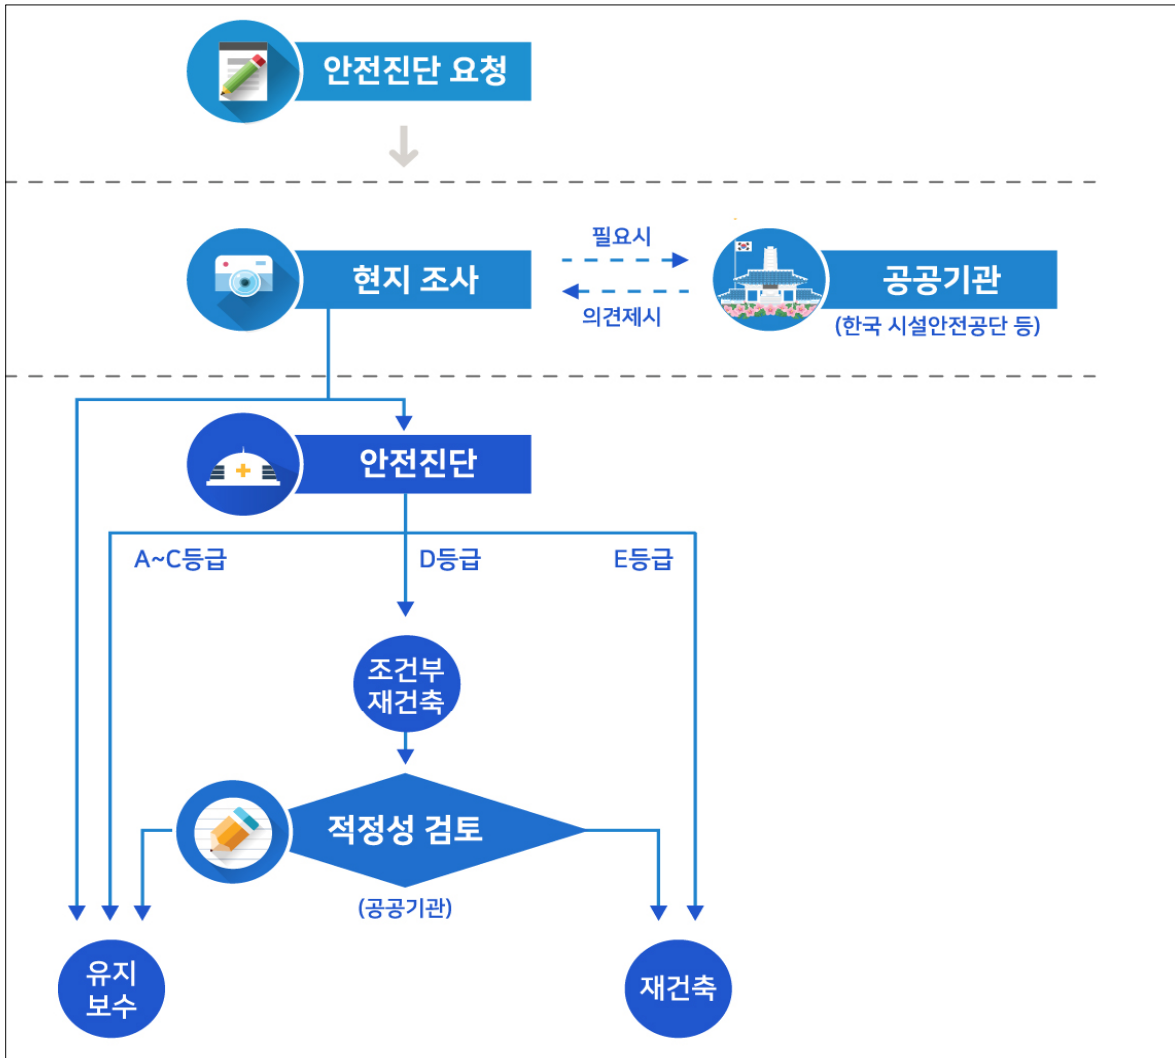 안전진단 요청
필요시
현지 조사
공공기관
의견제시
(한국 시설안전공단 등)
안전진단
A~C등급
D등급
E등급
조건부
재건축
적정성 검토
(공공기관)
유지
보수
재건축